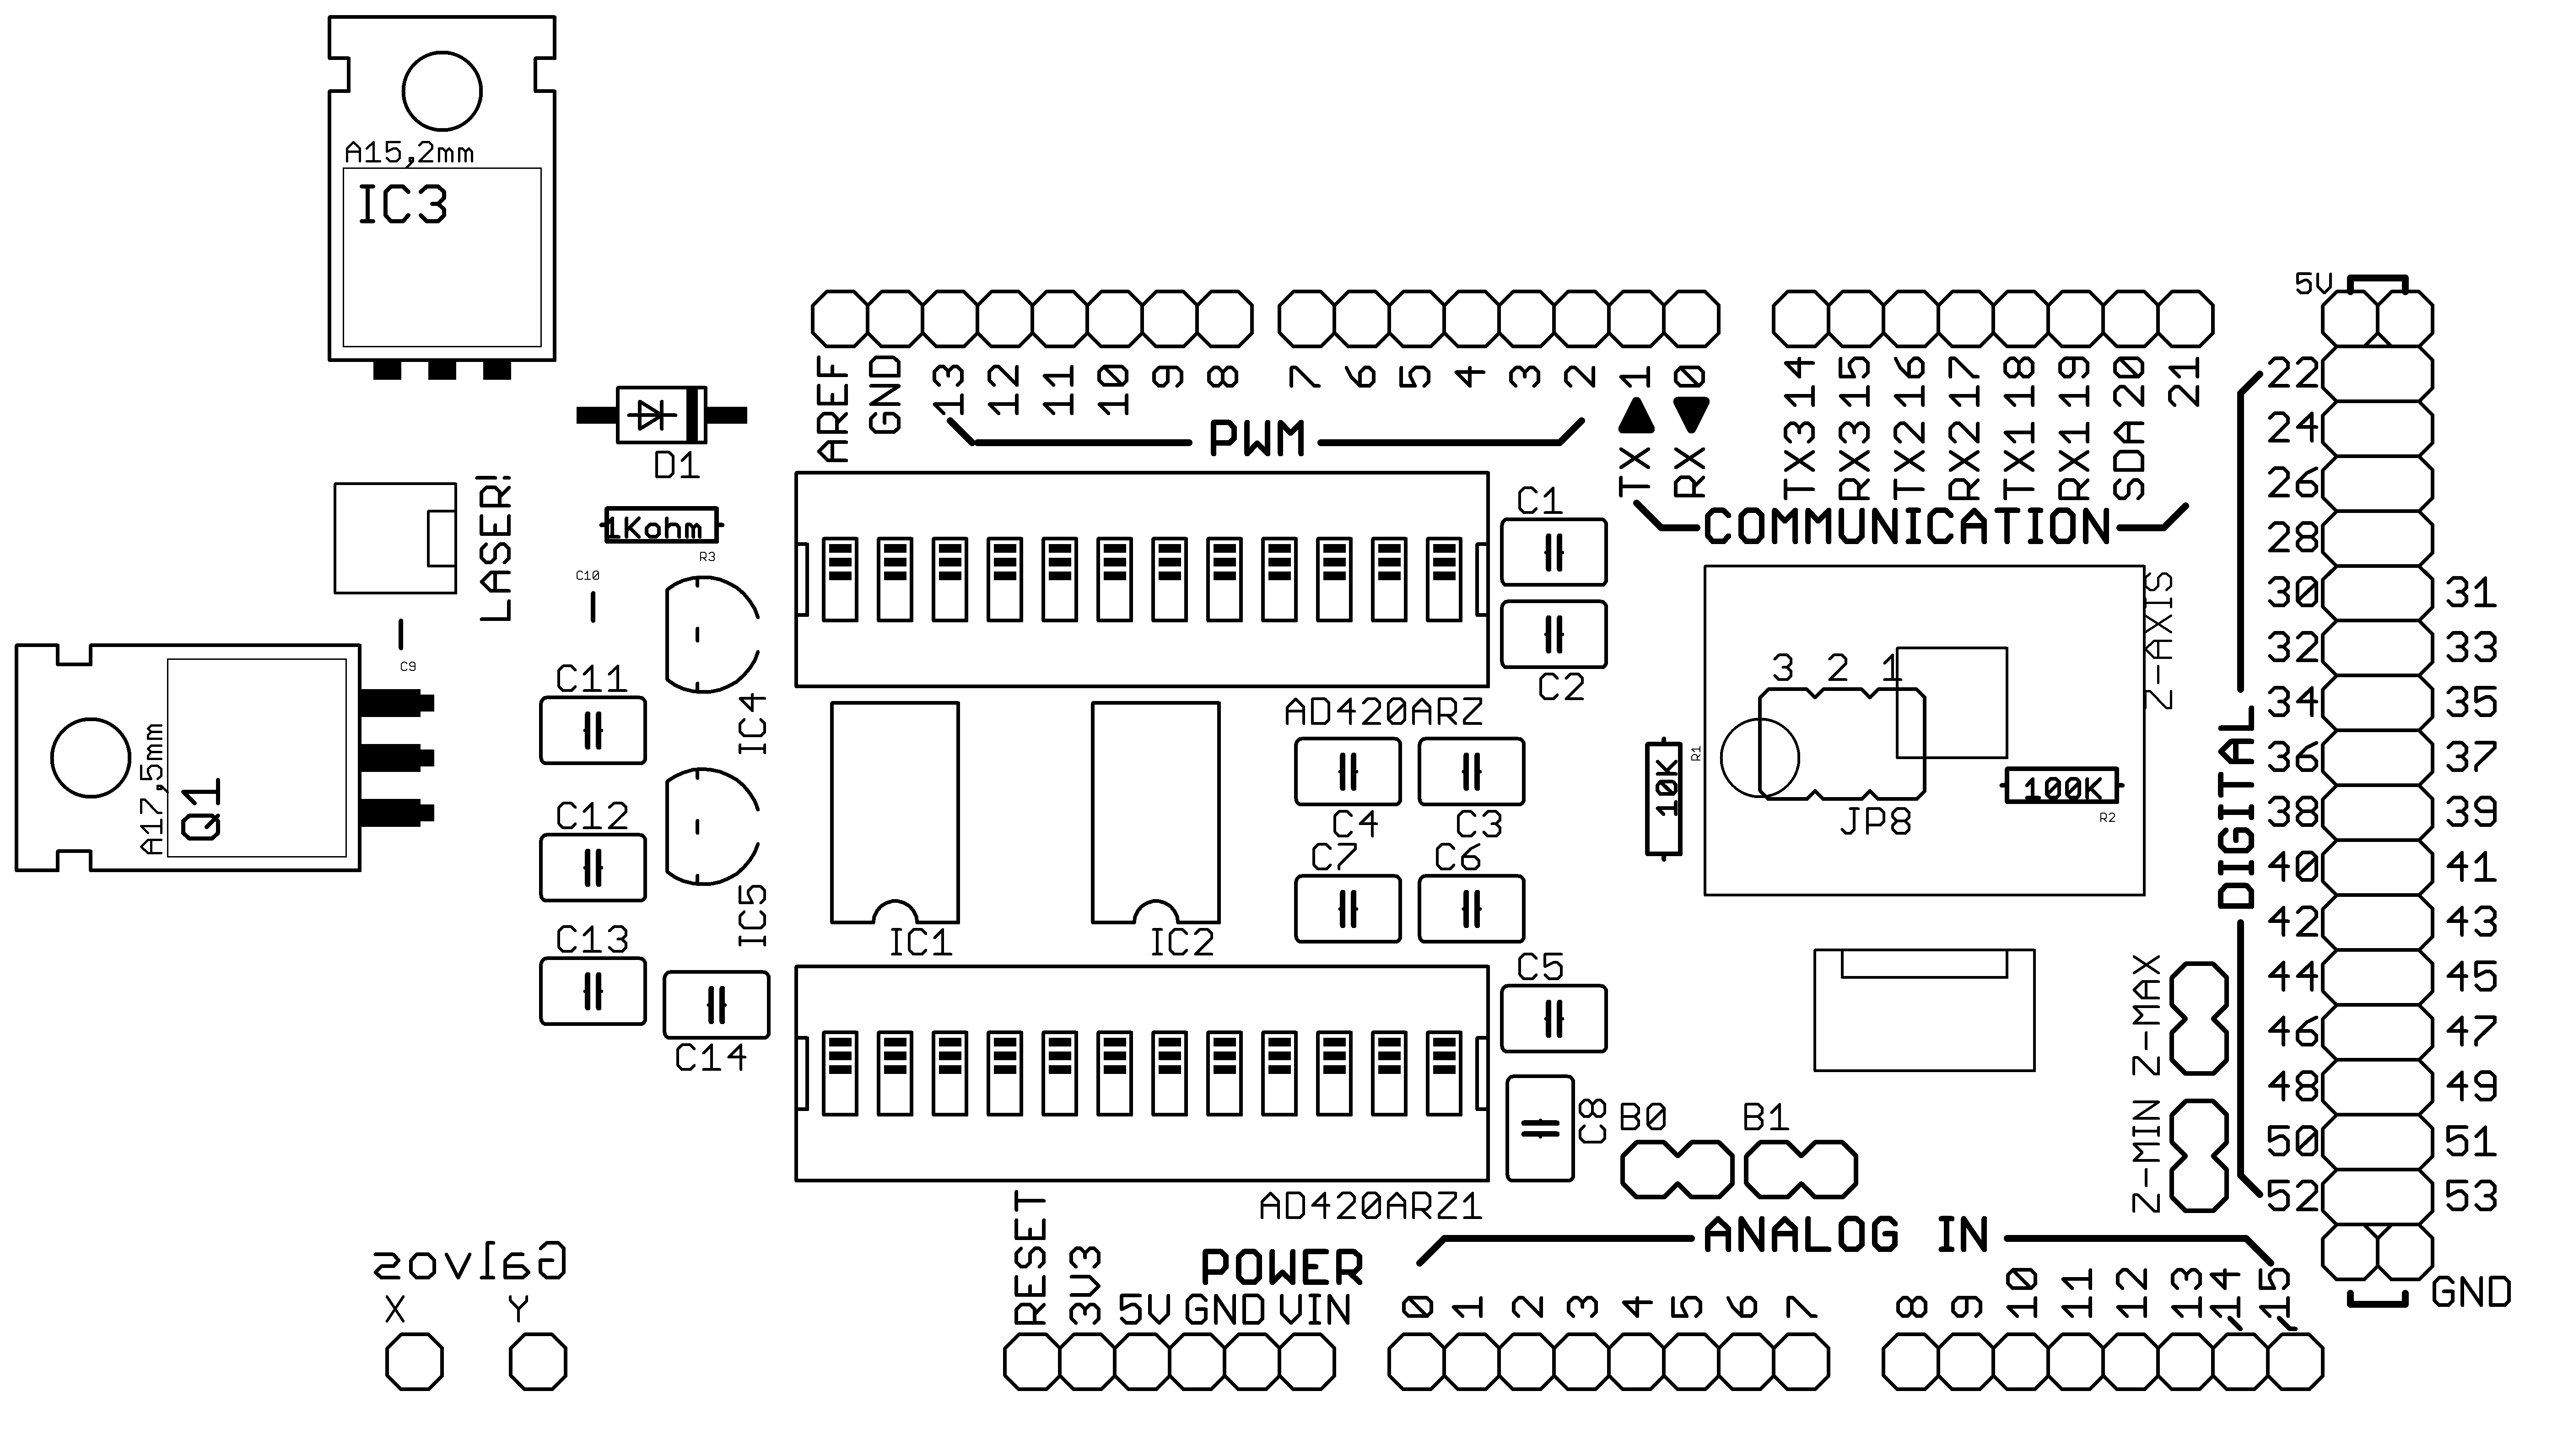 A15,2mm
IC3
5V
AREF
GND
13
12
11
10
9
8
7
6
5
4
3
2
1
0
TX
RX
PWM
TX3 14
RX3 15
TX2 16
RX2 17
TX1 18
RX1 19
SDA 20
21
COMMUNICATION
D1
1Kohm
R3
LASER!
C10
C9
A17,5mm
Q1
C11
C12
C13
C14
IC4
IC5
IC1
IC2
C1
C2
AD420ARZ
C4
C3
C7
C6
C5
C8
AD420ARZ1
3 2 1
JP8
10K
R1
100K
R2
Z-AXIS
Z-MAX
Z-MIN
B0
B1
DIGITAL
22
24
26
28
30 31
32 33
34 35
36 37
38 39
40 41
42 43
44 45
46 47
48 49
50 51
52 53
GND
RESET
3V3
5V
GND
VIN
POWER
ANALOG IN
0
1
2
3
4
5
6
7
8
9
10
11
12
13
14
15
Galvos
X
Y